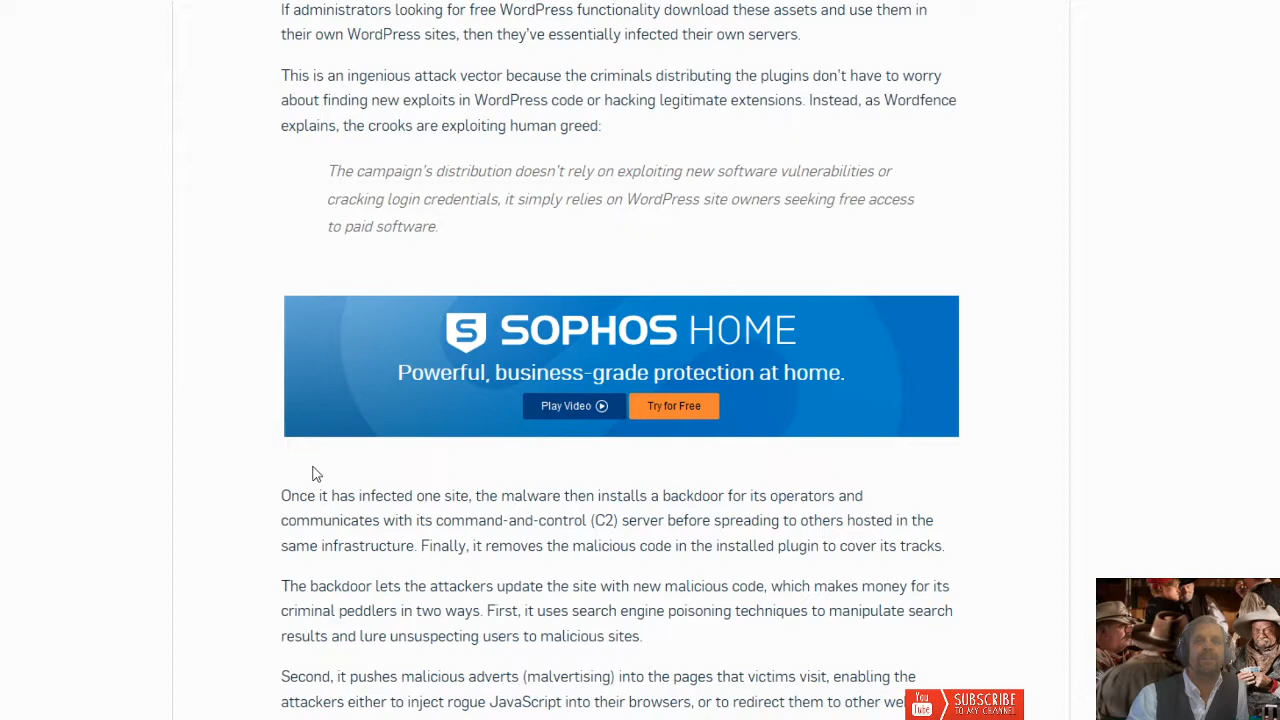 If administrators looking for free WordPress functionality download these assets and use them in
their own WordPress sites, then they've essentially infected their own servers.
This is an ingenious attack vector because the criminals distributing the plugins don't have to worry
about finding new exploits in WordPress code or hacking legitimate extensions. Instead, as Wordfence
explains, the crooks are exploiting human greed:
The campaign's distribution doesn't rely on exploiting new software vulnerabilities or
cracking login credentials, it simply relies on WordPress site owners seeking free access
to paid software.
S SOPHOS HOME
Powerful, business-grade protection at home.
Play Video
Try for Free
Once it has infected one site, the malware then installs a backdoor for its operators and
communicates with its command-and-control (C2) server before spreading to others hosted in the
same infrastructure. Finally, it removes the malicious code in the installed plugin to cover its tracks.
The backdoor lets the attackers update the site with new malicious code, which makes money for its
criminal peddlers in two ways. First, it uses search engine poisoning techniques to manipulate search
results and lure unsuspecting users to malicious sites.
Second, it pushes malicious adverts (malvertising) into the pages that victims visit, enabling the
attackers either to inject rogue JavaScript into their browsers, or to redirect them to other
You Tube
SUBSCRIBE
TO MY CHANNEL